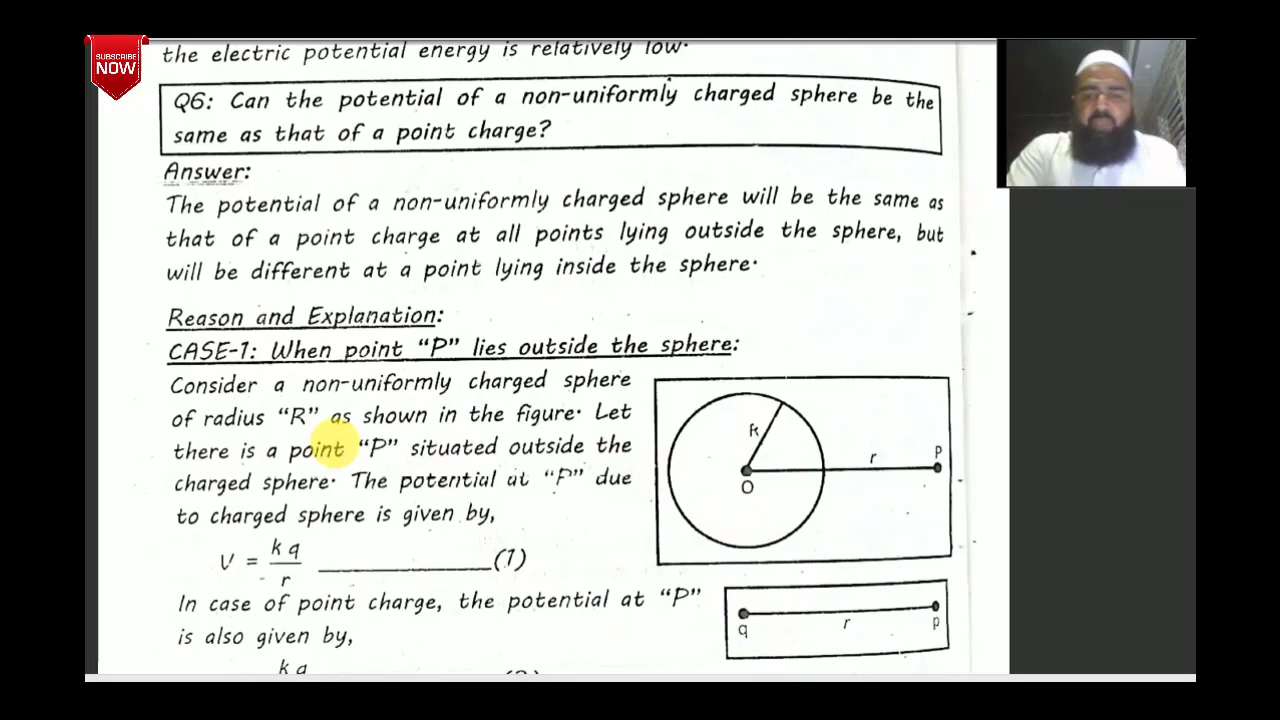 SUBSCRIBE
NOW
the electric potential energy is relatively low.
Q6: Can the potential of a non-uniformly charged sphere be the
same as that of a point charge?
Answer:
The potential of a non-uniformly charged sphere will be the same as
that of a point charge at all points lying outside the sphere, but
will be different at a point lying inside the sphere.
Reason and Explanation:
CASE-1: When point "P" lies outside the sphere:
Consider a non-uniformly charged sphere
of radius "R" as shown in the figure. Let
there is a point "P" situated outside the
charged sphere. The potential at "P" due
to charged sphere is given by,
V = kq / r ____________(1)
R
r
P
O
In case of point charge, the potential at "P"
is also given by,
q
r
P
kq